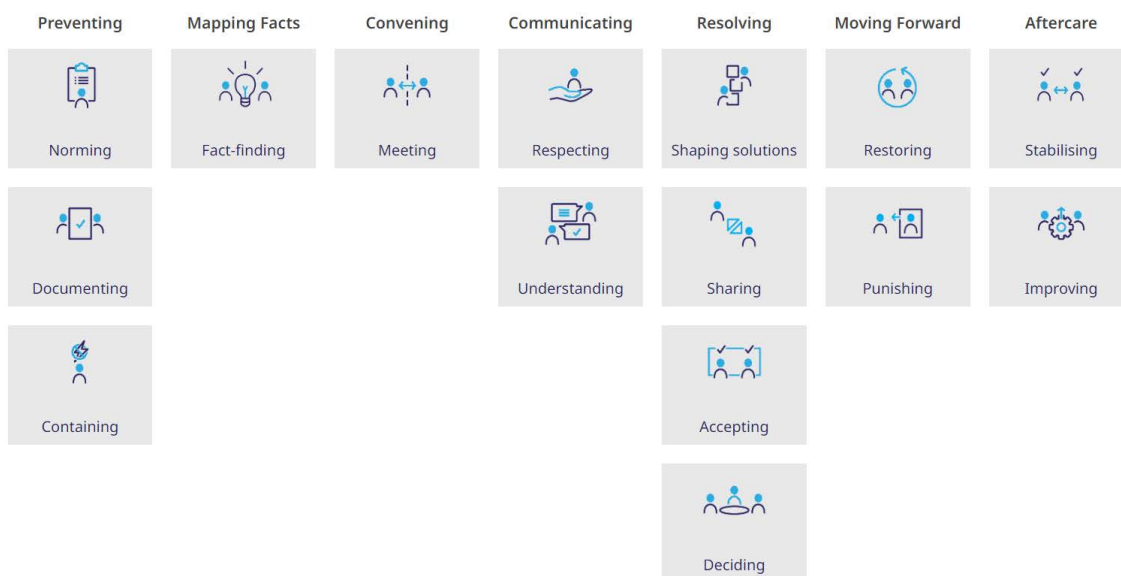 Preventing
Mapping Facts
Convening
Communicating
Resolving
Moving Forward
Aftercare
Norming
Fact-finding
Meeting
Respecting
Shaping solutions
Restoring
Stabilising
Documenting
Understanding
Sharing
Punishing
Improving
Containing
Accepting
Deciding